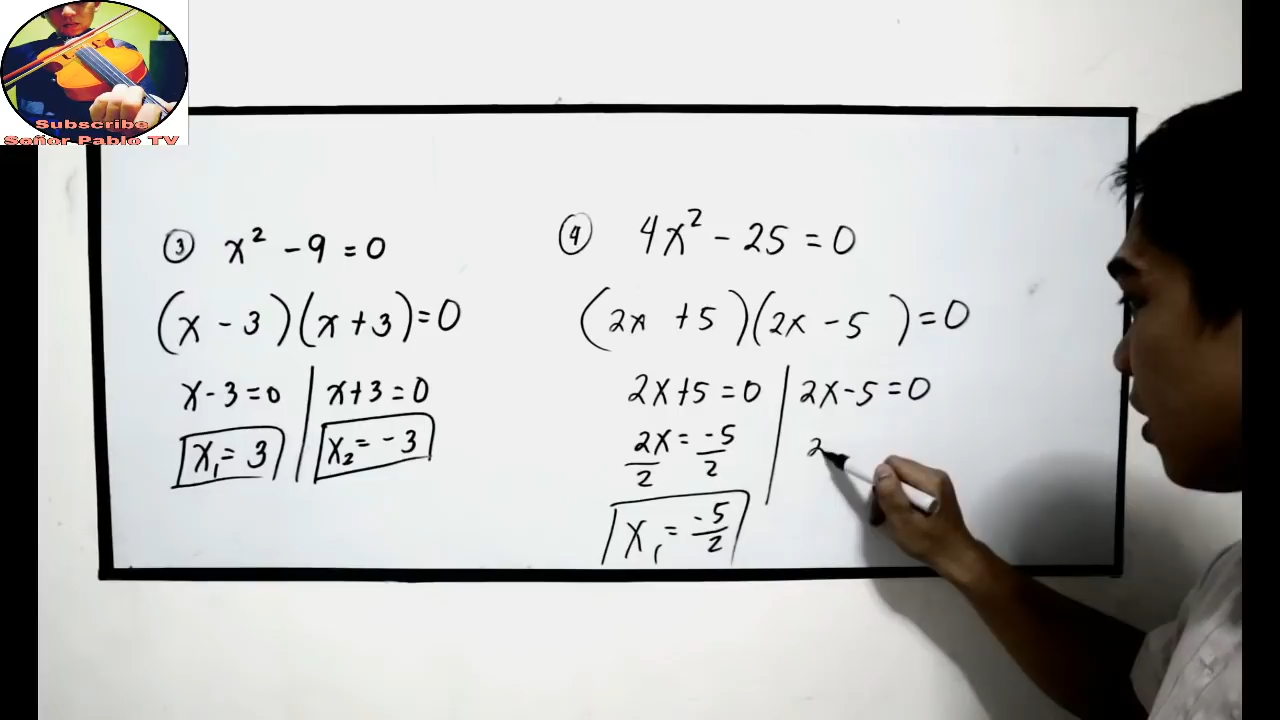 Subscribe
Señor Pablo TV
③ x² - 9 = 0
(x - 3)(x + 3) = 0
x - 3 = 0 | x + 3 = 0
x₁ = 3 | x₂ = - 3
④ 4x² - 25 = 0
(2x + 5)(2x - 5) = 0
2x + 5 = 0 | 2x - 5 = 0
2x/2 = -5/2 | 2
x₁ = -5/2